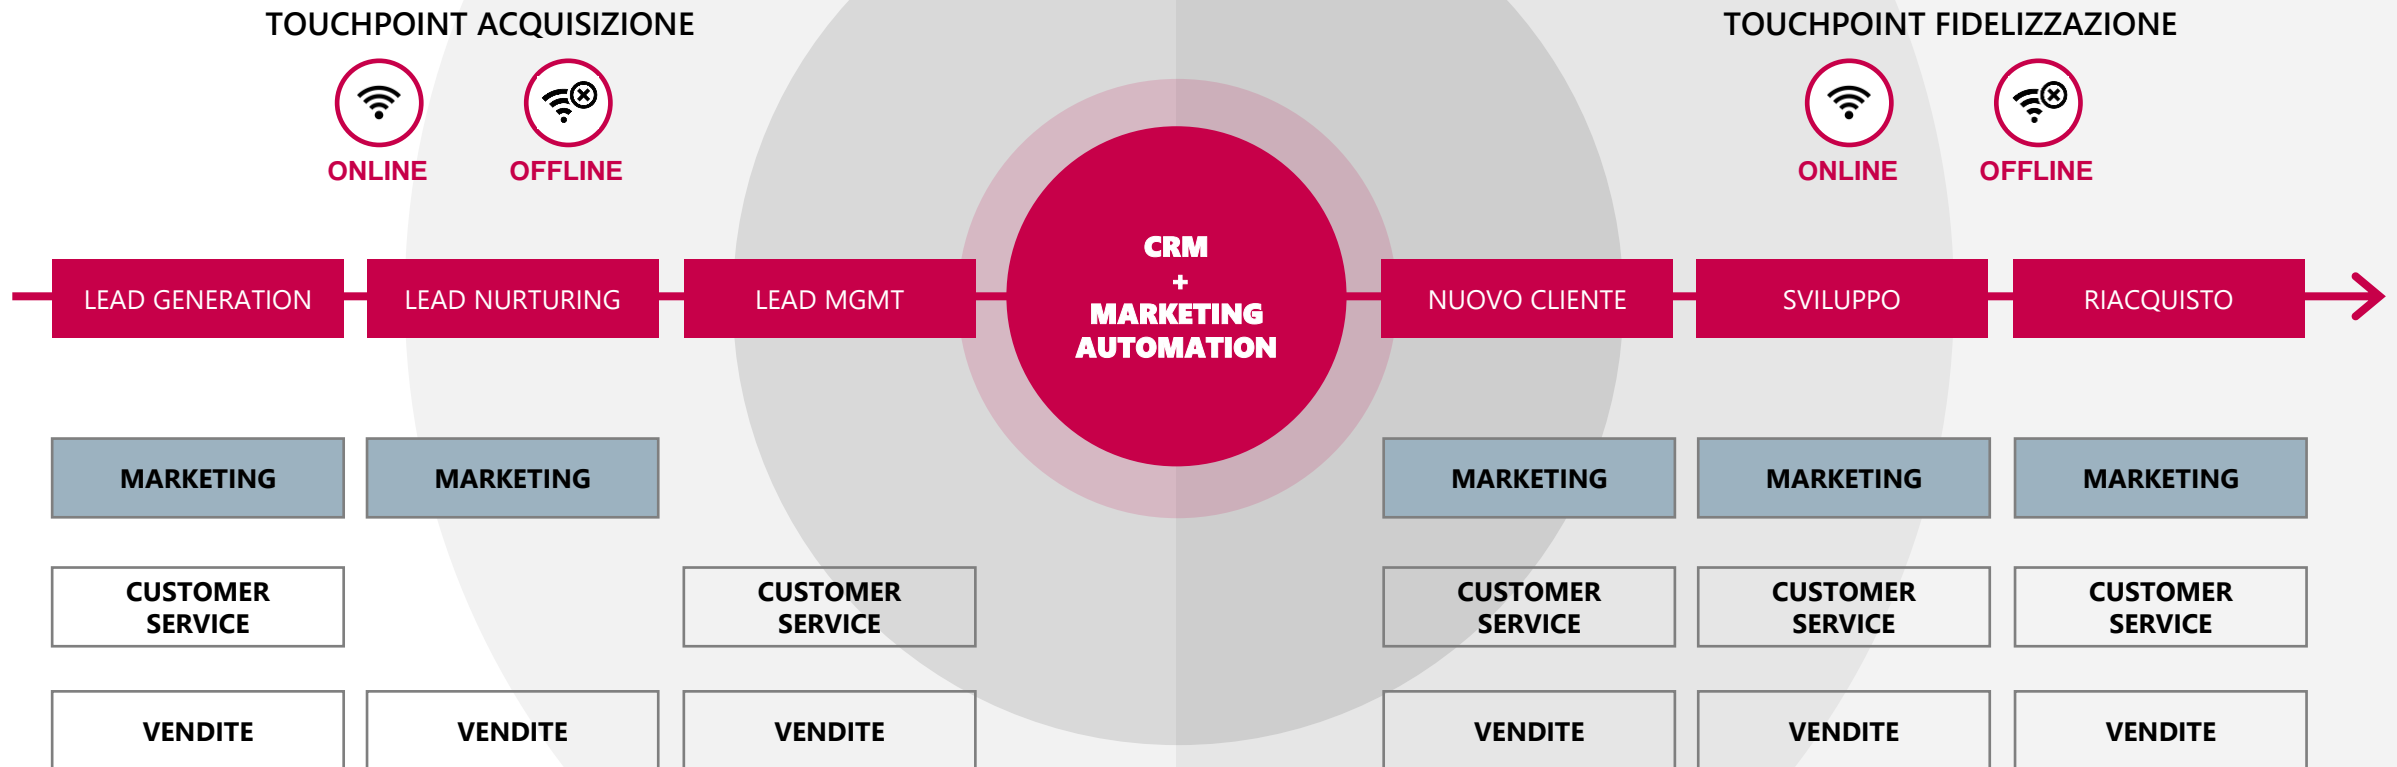 TOUCHPOINT ACQUISIZIONE
TOUCHPOINT FIDELIZZAZIONE
ONLINE
OFFLINE
ONLINE
OFFLINE
LEAD GENERATION
LEAD NURTURING
LEAD MGMT
CRM
+
MARKETING
AUTOMATION
NUOVO CLIENTE
SVILUPPO
RIACQUISTO
MARKETING
MARKETING
MARKETING
MARKETING
MARKETING
CUSTOMER
SERVICE
CUSTOMER
SERVICE
CUSTOMER
SERVICE
CUSTOMER
SERVICE
CUSTOMER
SERVICE
VENDITE
VENDITE
VENDITE
VENDITE
VENDITE
VENDITE